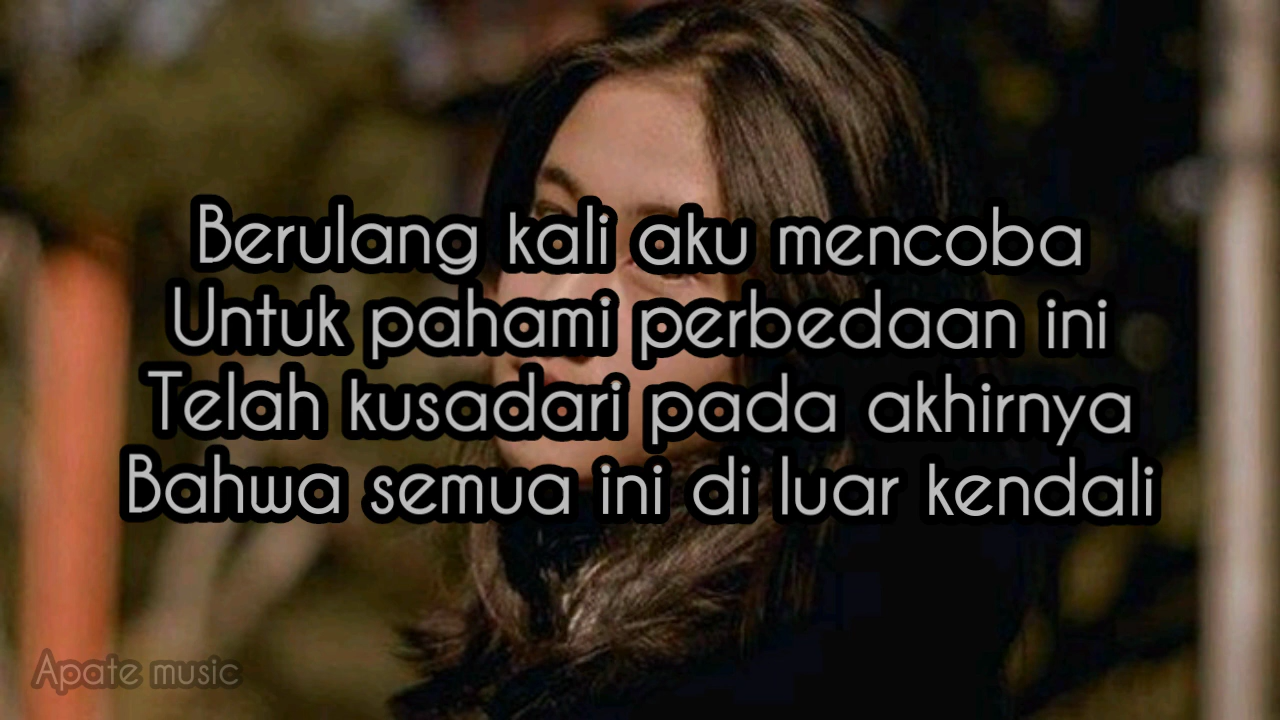 Berulang kali aku mencoba
Untuk pahami perbedaan ini
Telah kusadari pada akhirnya
Bahwa semua ini di luar kendali
Apate music